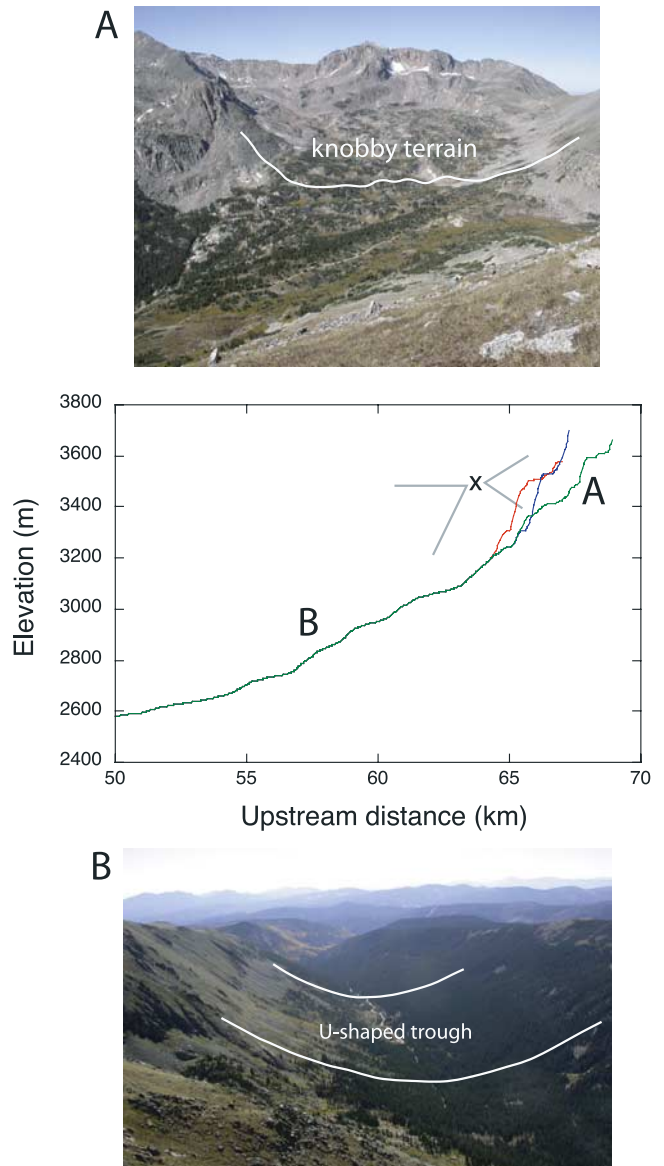 A
knobby terrain
3800
3600
3400
3200
3000
2800
2600
2400
x
A
B
50
55
60
65
70
Elevation (m)
Upstream distance (km)
B
U-shaped trough